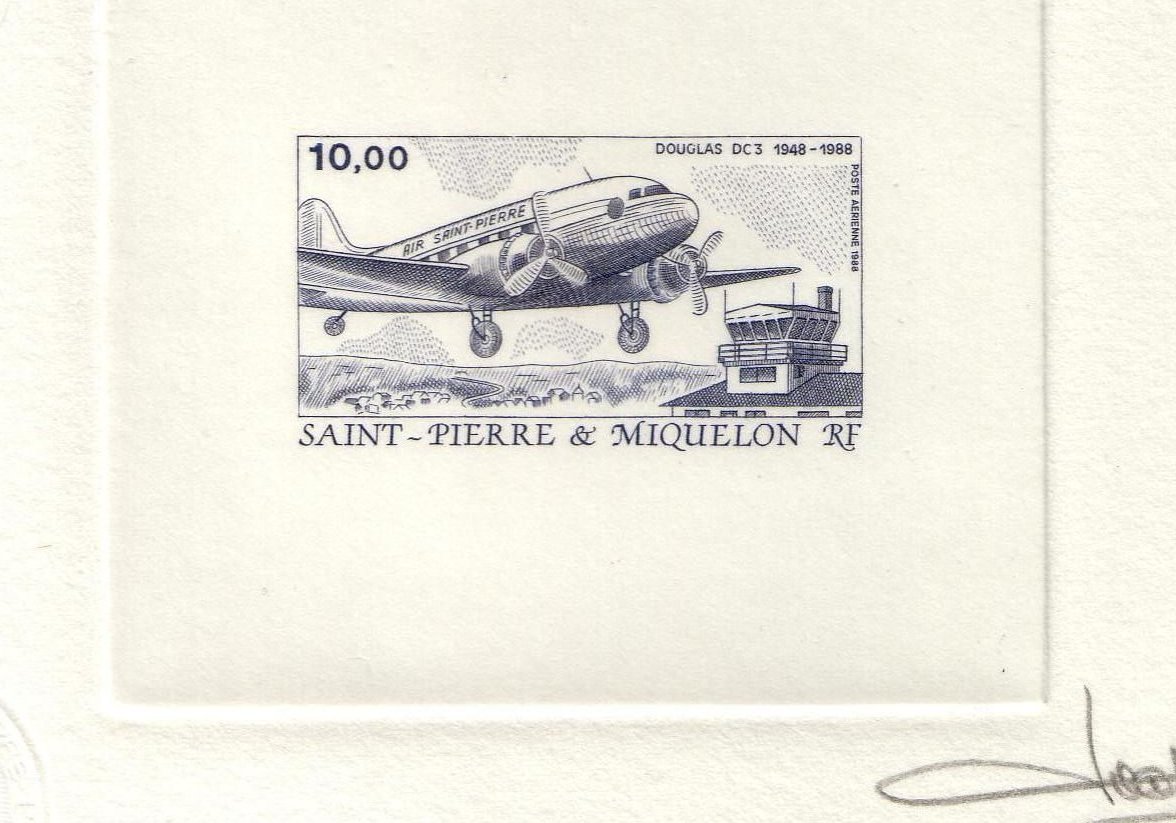 10,00
DOUGLAS DC3 1948-1988
POSTE AERIENNE 1988
AIR SAINT-PIERRE
SAINT-PIERRE & MIQUELON RF